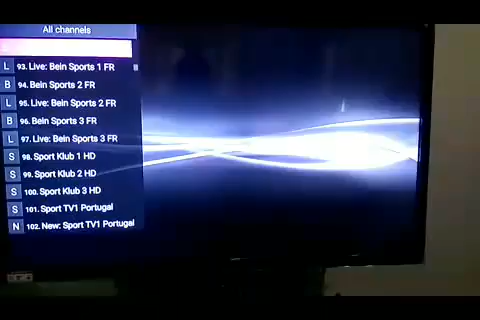 All channels
L 93. Live: Bein Sports 1 FR
B 94. Bein Sports 2 FR
L 95. Live: Bein Sports 2 FR
B 96. Bein Sports 3 FR
L 97. Live: Bein Sports 3 FR
S 98. Sport Klub 1 HD
S 99. Sport Klub 2 HD
S 100. Sport Klub 3 HD
S 101. Sport TV1 Portugal
N 102. New: Sport TV1 Portugal